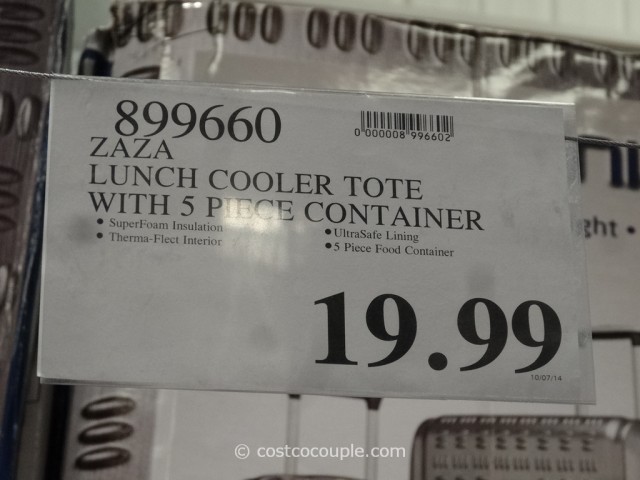 899660
0 000008 996602
ZAZA
LUNCH COOLER TOTE
WITH 5 PIECE CONTAINER
• SuperFoam Insulation
• Therma-Flect Interior
• UltraSafe Lining
• 5 Piece Food Container
ght •
19.99
10/07/14
© costcocouple.com